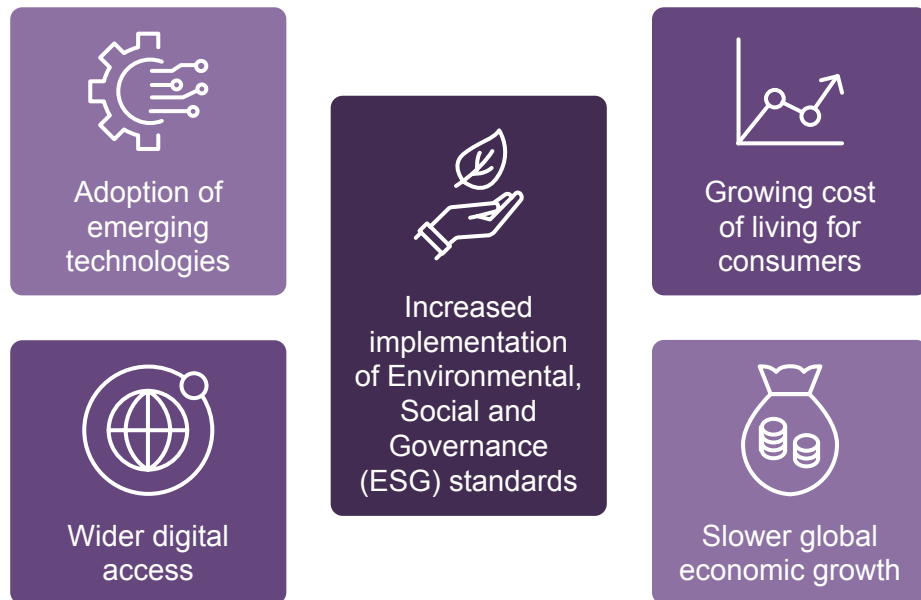 Adoption of
emerging
technologies
Wider digital
access
Increased
implementation
of Environmental,
Social and
Governance
(ESG) standards
Growing cost
of living for
consumers
Slower global
economic growth